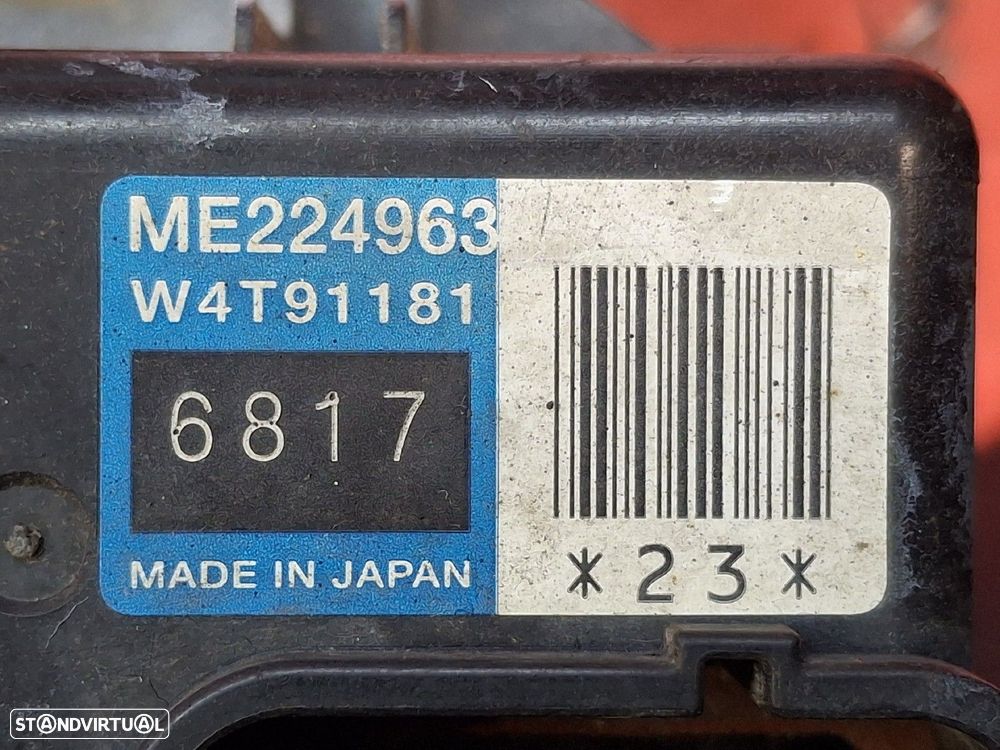 ME224963
W4T91181
6817
MADE IN JAPAN
*23*
STANDVIRTUAL